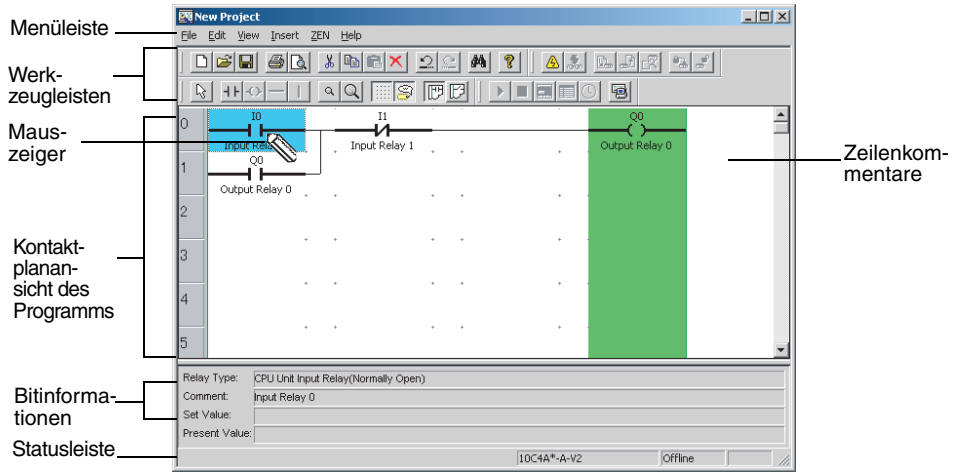 New Project
Menüleiste
File Edit View Insert ZEN Help
Werk-
zeugleisten
Maus-
zeiger
0
I0
Input Relay
I1
Input Relay 1
Q0
Output Relay 0
1
Q0
Output Relay 0
Zeilenkom-
mentare
2
Kontakt-
planan-
sicht des
Programms
3
4
5
Bitinforma-
tionen
Relay Type: CPU Unit Input Relay(Normally Open)
Comment: Input Relay 0
Set Value:
Present Value:
Statusleiste
10C4A*-A-V2 Offline